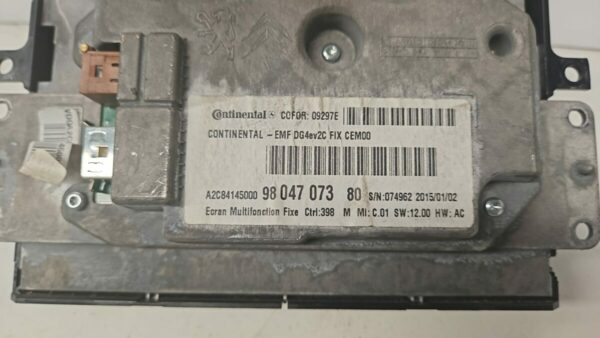 Continental COFOR: 09297E
CONTINENTAL - EMF DG4ev2C FIX CEM00
A2C84145000 98 047 073 80 S/N:074962 2015/01/02
Ecran Multifonction Fixe Ctrl:398 M MI:C.01 SW:12.00 HW: AC